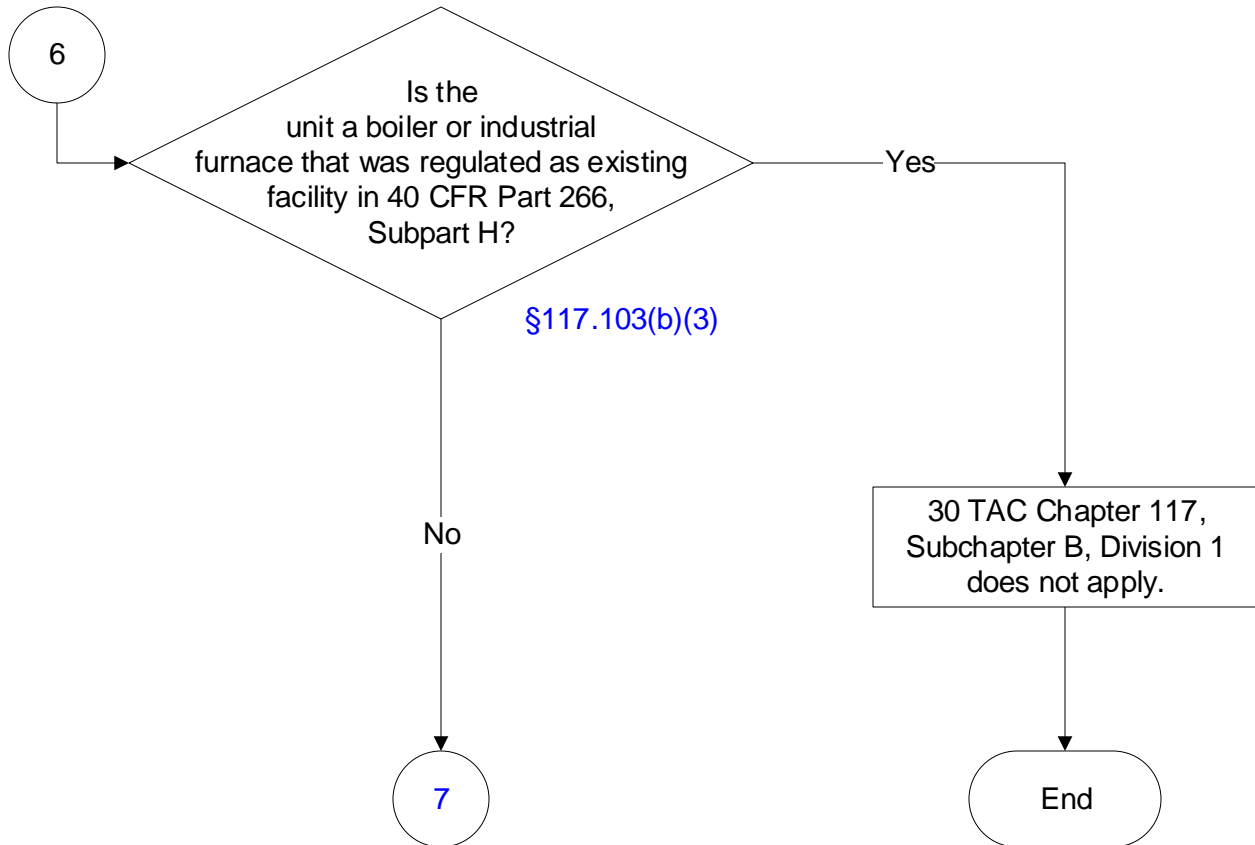 6
Is the
unit a boiler or industrial
furnace that was regulated as existing
facility in 40 CFR Part 266,
Subpart H?
Yes
§117.103(b)(3)
No
30 TAC Chapter 117,
Subchapter B, Division 1
does not apply.
7
End